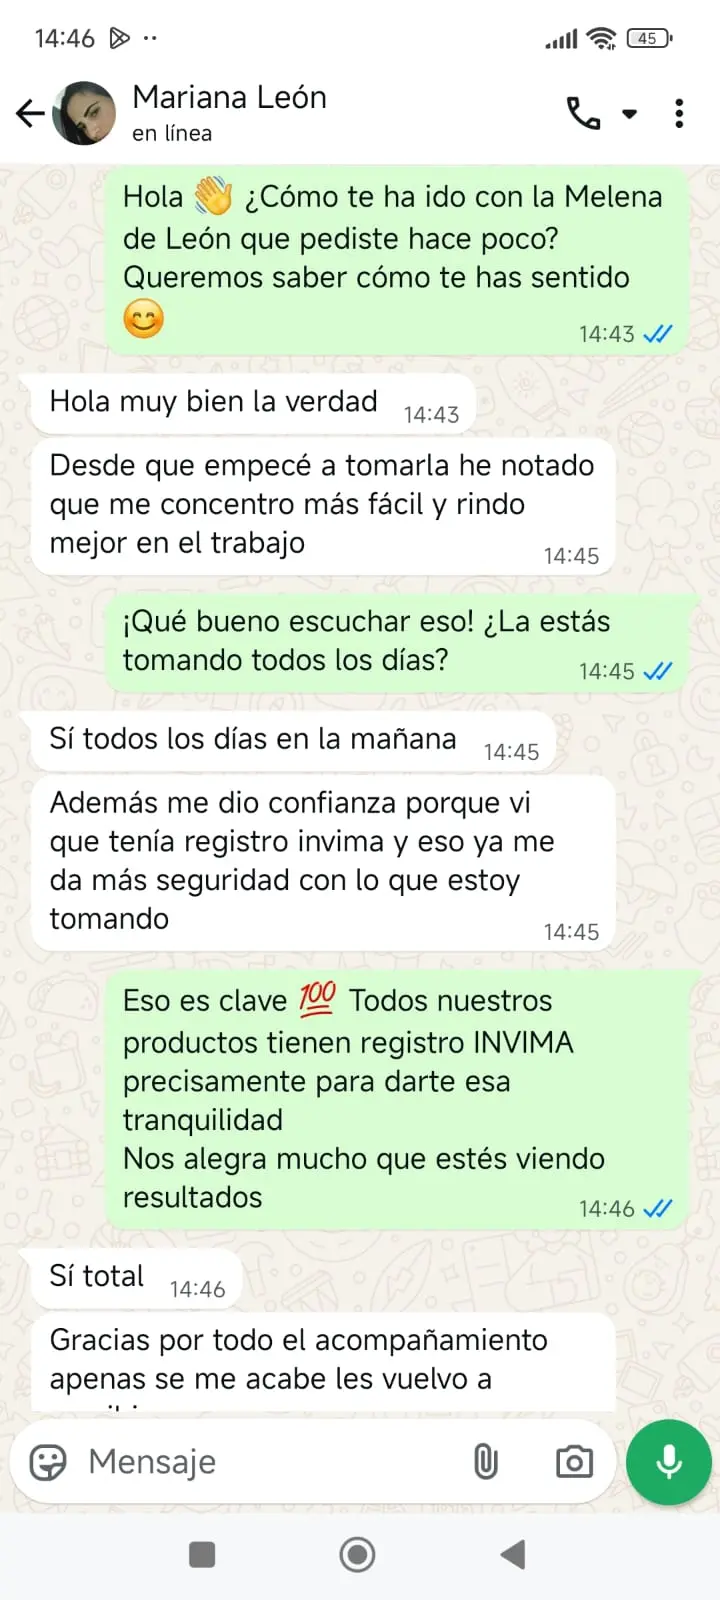 14:46
45
Mariana León
en línea
Hola 👋 ¿Cómo te ha ido con la Melena
de León que pediste hace poco?
Queremos saber cómo te has sentido
😊
14:43
Hola muy bien la verdad
14:43
Desde que empecé a tomarla he notado
que me concentro más fácil y rindo
mejor en el trabajo
14:45
¡Qué bueno escuchar eso! ¿La estás
tomando todos los días?
14:45
Sí todos los días en la mañana
14:45
Además me dio confianza porque vi
que tenía registro invima y eso ya me
da más seguridad con lo que estoy
tomando
14:45
Eso es clave 💯 Todos nuestros
productos tienen registro INVIMA
precisamente para darte esa
tranquilidad
Nos alegra mucho que estés viendo
resultados
14:46
Sí total
14:46
Gracias por todo el acompañamiento
apenas se me acabe les vuelvo a
Mensaje